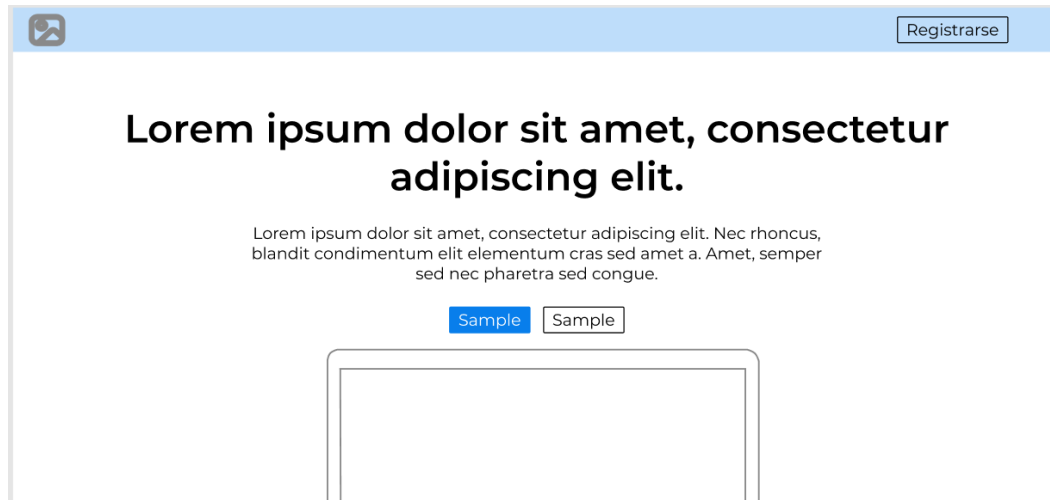 Registrarse
Lorem ipsum dolor sit amet, consectetur
adipiscing elit.
Lorem ipsum dolor sit amet, consectetur adipiscing elit. Nec rhoncus,
blandit condimentum elit elementum cras sed amet a. Amet, semper
sed nec pharetra sed congue.
Sample Sample